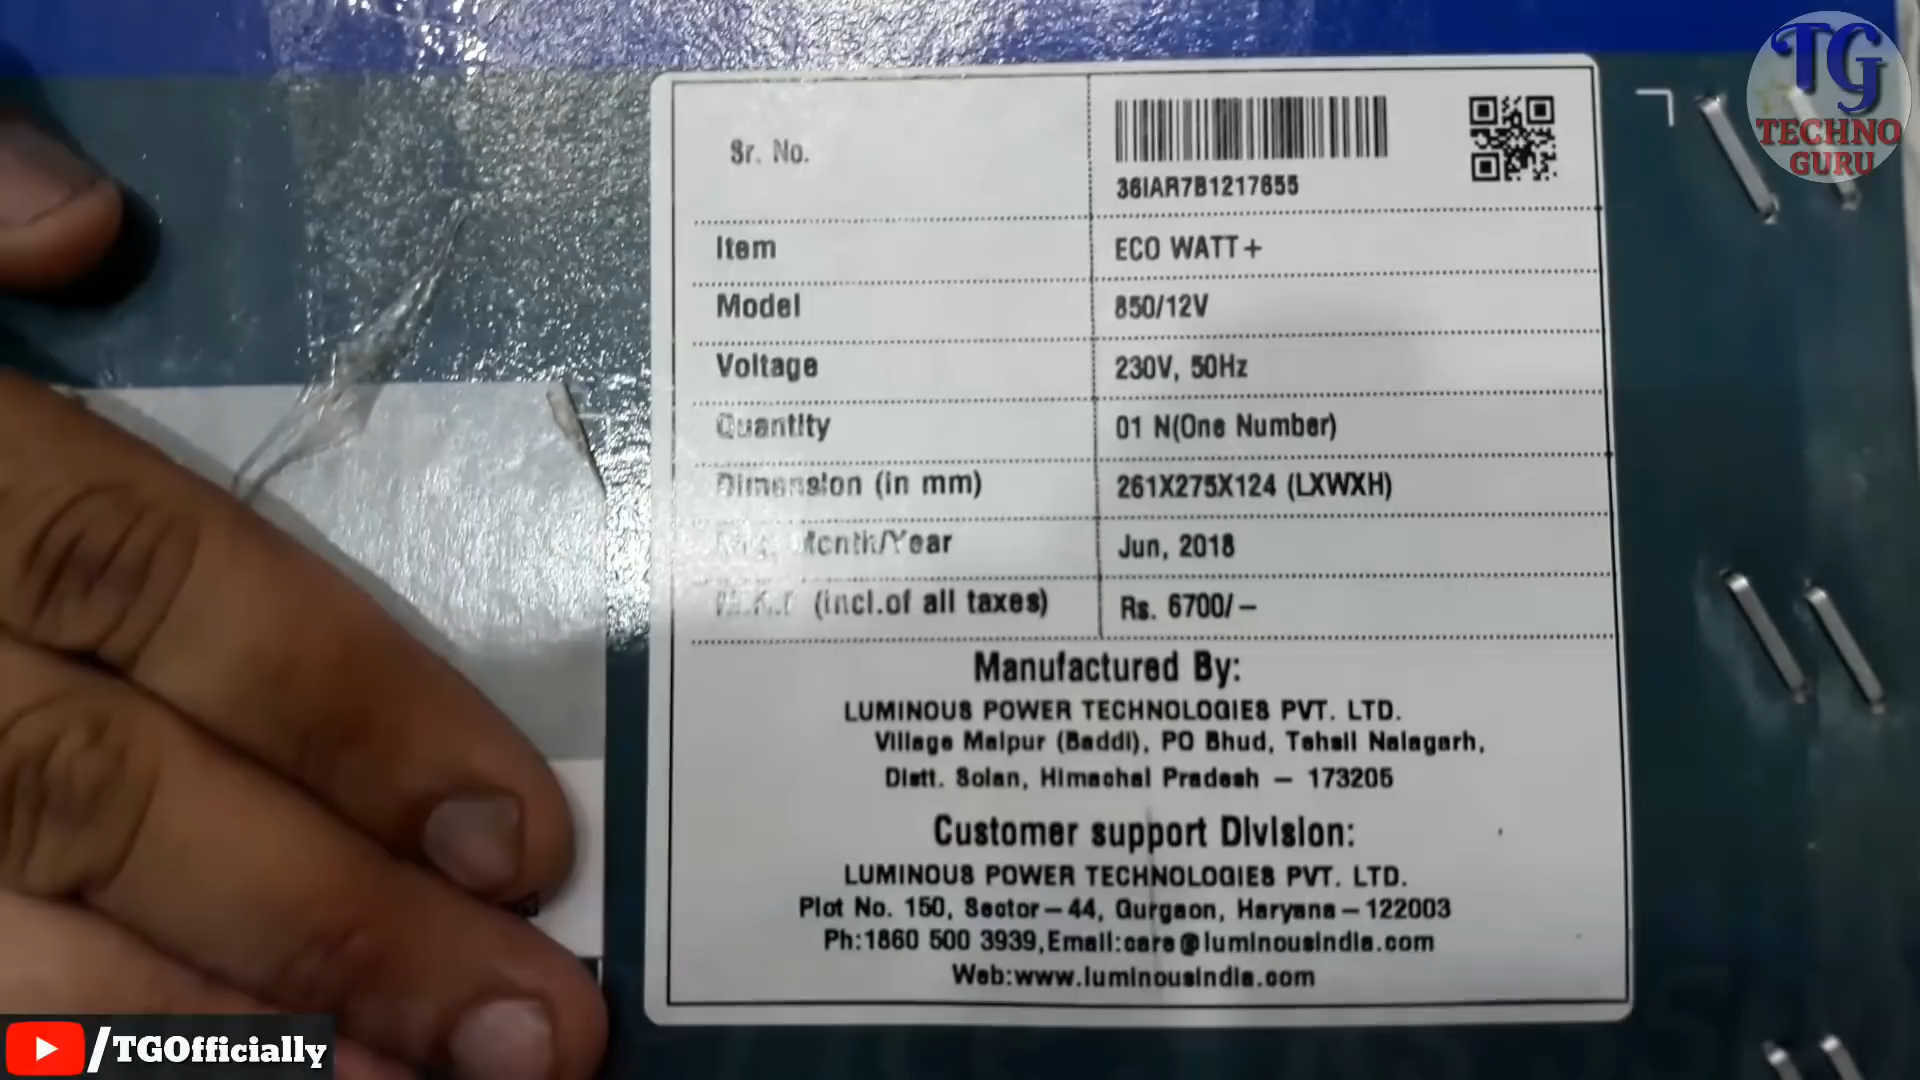 TG
TECHNO
GURU
Sr. No.
36IAR7B1217655
Item ECO WATT+
Model 850/12V
Voltage 230V, 50Hz
Quantity 01 N(One Number)
Dimension (in mm) 261X275X124 (LXWXH)
Month/Year Jun, 2018
(incl.of all taxes) Rs. 6700/-
Manufactured By:
LUMINOUS POWER TECHNOLOGIES PVT. LTD.
Village Malpur (Baddi), PO Bhud, Tehsil Nalagarh,
Distt. Solan, Himachal Pradesh - 173205
Customer support Division:
LUMINOUS POWER TECHNOLOGIES PVT. LTD.
Plot No. 150, Sector-44, Gurgaon, Haryana-122003
Ph:1860 500 3939,Email:care@luminousindia.com
Web:www.luminousindia.com
/TGOfficially